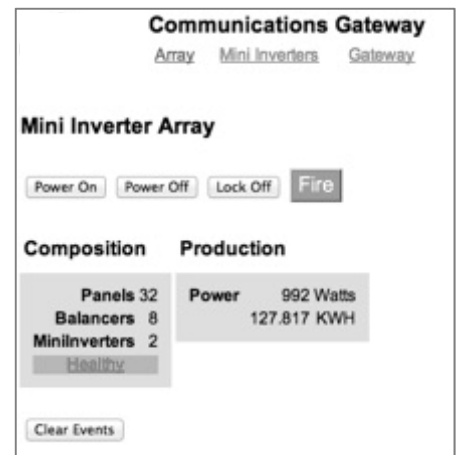 Communications Gateway
Array Mini Inverters Gateway
Mini Inverter Array
Power On Power Off Lock Off Fire
Composition Production
Panels 32 Power 992 Watts
Balancers 8 127.817 KWH
MiniInverters 2
Healthy
Clear Events